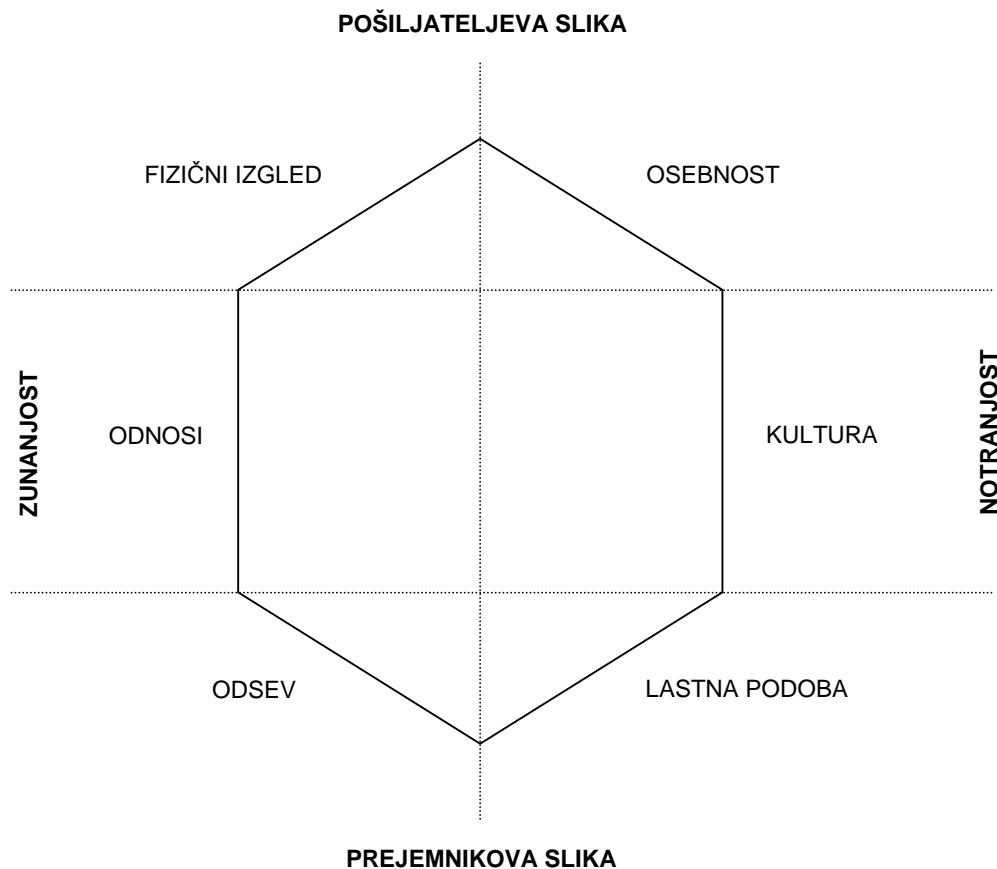 POŠILJATELJEVA SLIKA
FIZIČNI IZGLED
OSEBNOST
ZUNANJOST
ODNOSI
KULTURA
NOTRANJOST
ODSEV
LASTNA PODOBA
PREJEMNIKOVA SLIKA